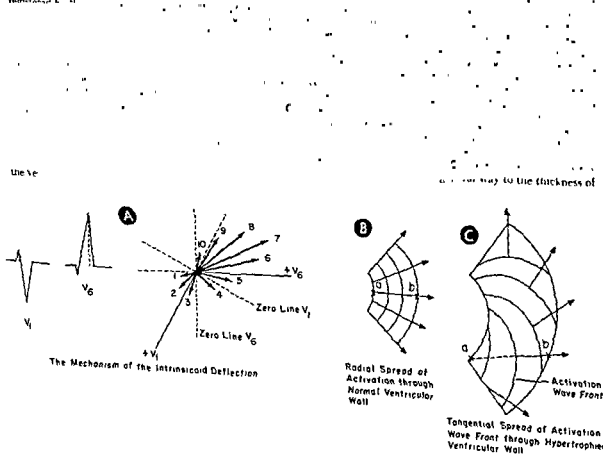 the ve
way to the thickness of
A
B
C
10
9
8
7
6
5
4
3
2
1
+V6
+V1
Zero Line V1
Zero Line V6
V1
V6
The Mechanism of the Intrinsicoid Deflection
a
b
Radial Spread of
Activation through
Normal Ventricular
Wall
a
b
Activation
Wave Front
Tangential Spread of Activation
Wave Front through Hypertrophied
Ventricular Wall